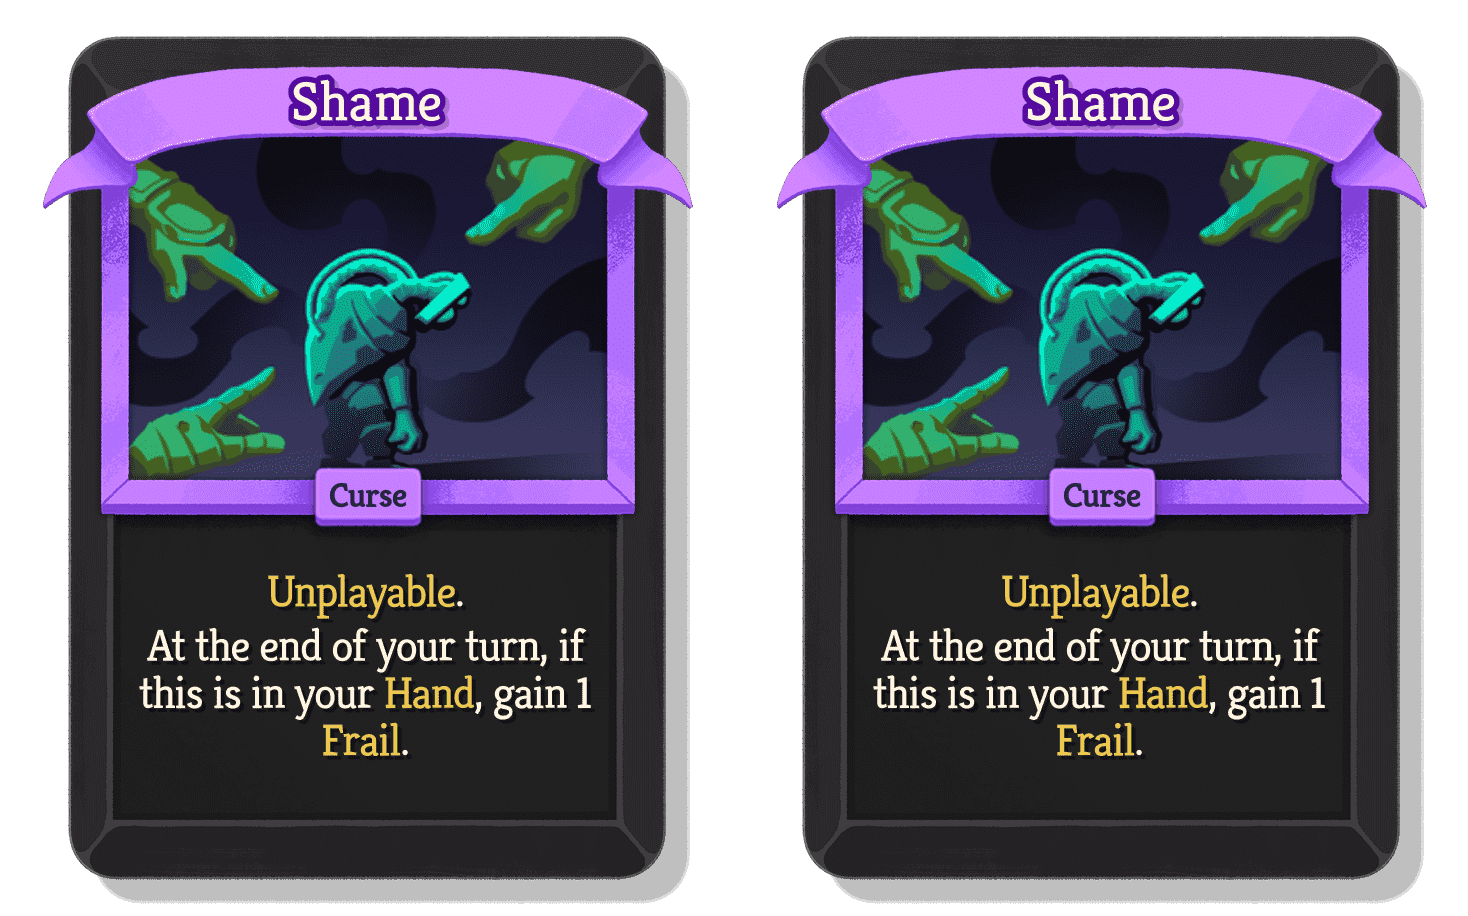 Shame
Curse
Unplayable.
At the end of your turn, if
this is in your Hand, gain 1
Frail.
Shame
Curse
Unplayable.
At the end of your turn, if
this is in your Hand, gain 1
Frail.